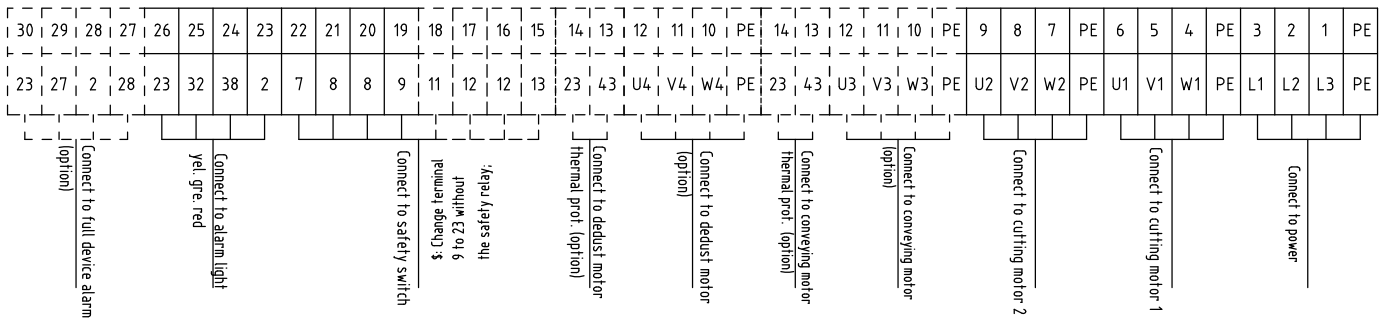 30 29 28 27 26 25 24 23 22 21 20 19 18 17 16 15 14 13 12 11 10 PE 14 13 12 11 10 PE 9 8 7 PE 6 5 4 PE 3 2 1 PE
23 27 2 28 23 32 38 2 7 8 8 9 11 12 12 13 23 43 U4 V4 W4 PE 23 43 U3 V3 W3 PE U2 V2 W2 PE U1 V1 W1 PE L1 L2 L3 PE
Connect to full device alarm
(option)
Connect to alarm light
yel. gre. red
Connect to safety switch
$: Change terminal
9 to 23 without
the safety relay;
Connect to dedust motor
thermal prot. (option)
Connect to dedust motor
(option)
Connect to conveying motor
thermal prot. (option)
Connect to conveying motor
(option)
Connect to cutting motor 2
Connect to cutting motor 1
Connect to power